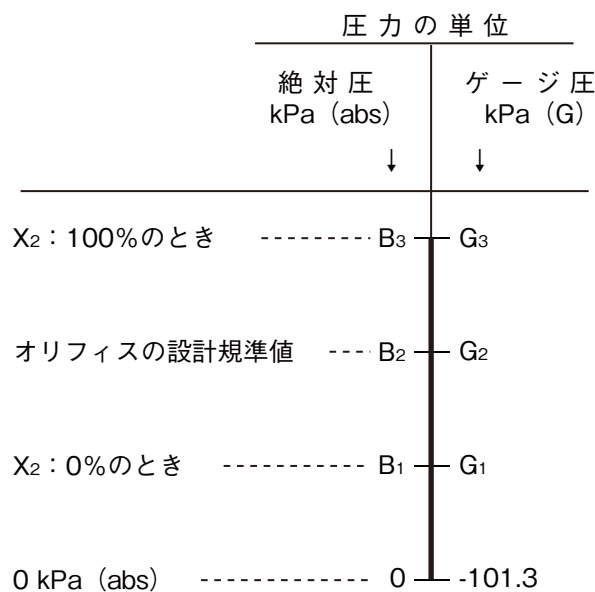 圧力の単位
絶対圧 ゲージ圧
kPa（abs） kPa（G）
↓ ↓
X2：100%のとき B3 G3
オリフィスの設計規準値 B2 G2
X2：0%のとき B1 G1
0 kPa（abs） 0 -101.3